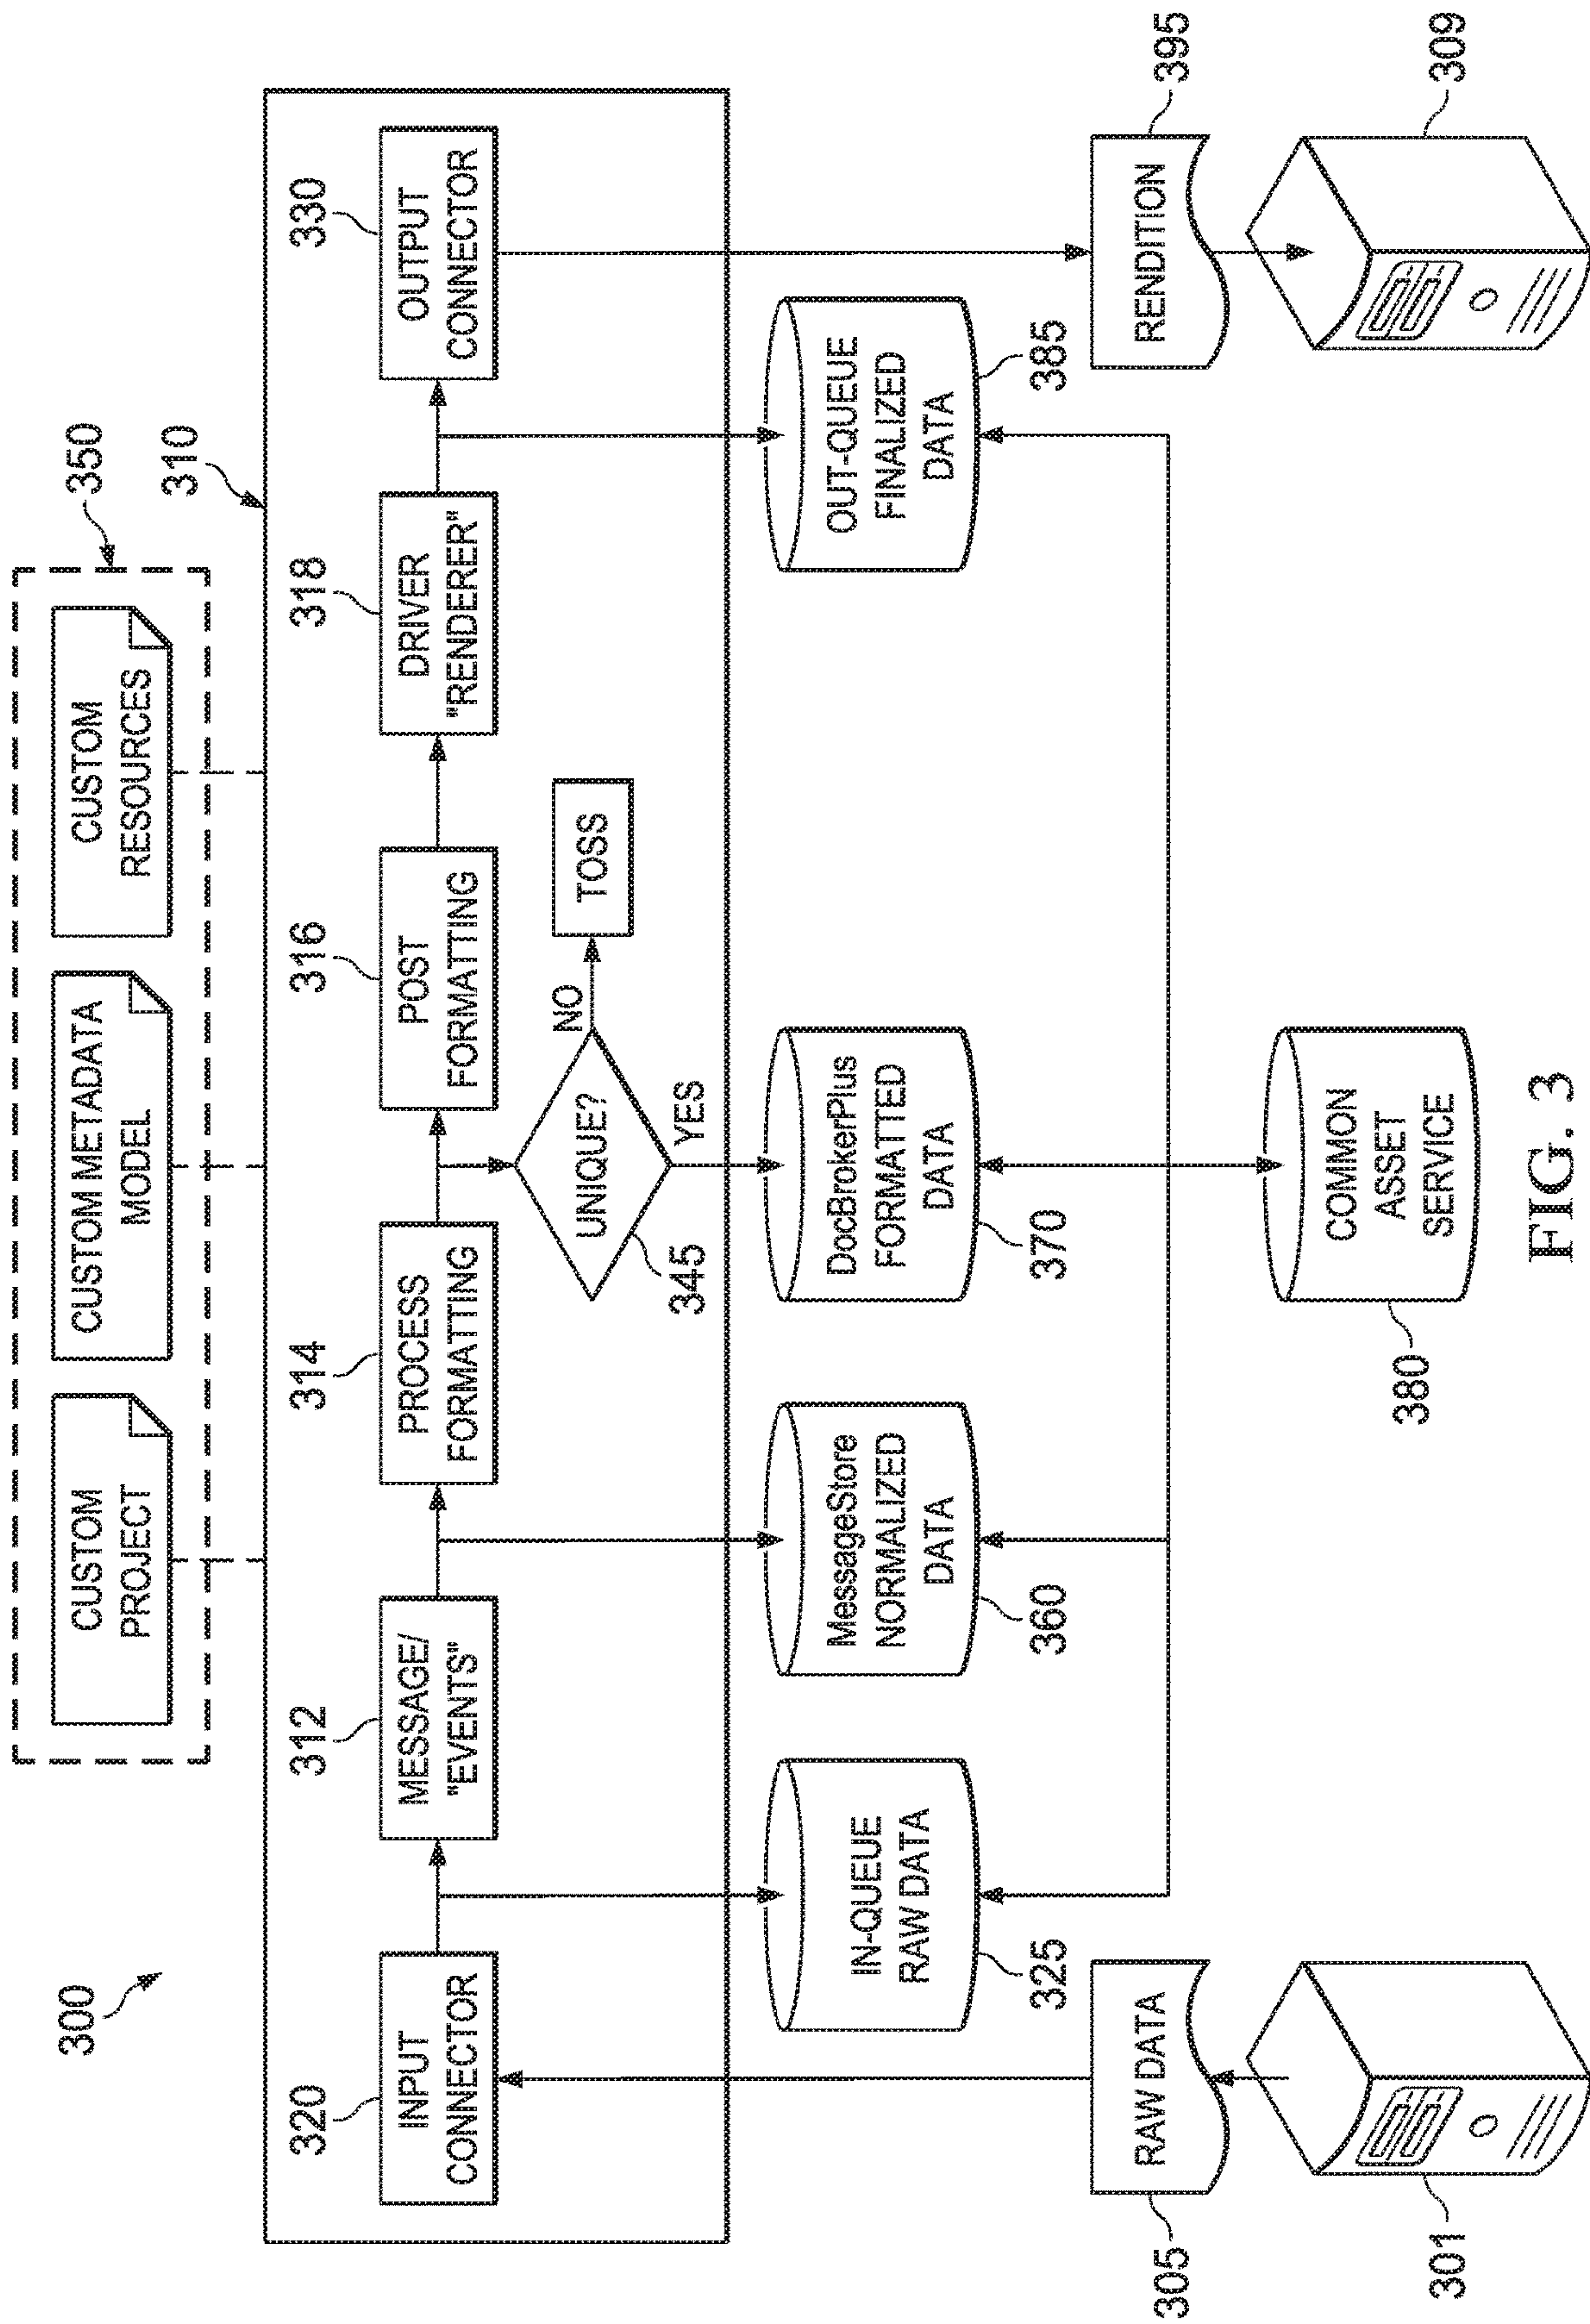 300
350
CUSTOM
PROJECT
CUSTOM METADATA
MODEL
CUSTOM
RESOURCES
310
320
INPUT
CONNECTOR
312
MESSAGE/
"EVENTS"
314
PROCESS
FORMATTING
316
POST
FORMATTING
318
DRIVER
"RENDERER"
330
OUTPUT
CONNECTOR
UNIQUE?
345
NO
TOSS
YES
IN-QUEUE
RAW DATA
325
MessageStore
NORMALIZED
DATA
360
DocBrokerPlus
FORMATTED
DATA
370
OUT-QUEUE
FINALIZED
DATA
385
305
RAW DATA
301
380
COMMON
ASSET
SERVICE
RENDITION
395
309
FIG. 3